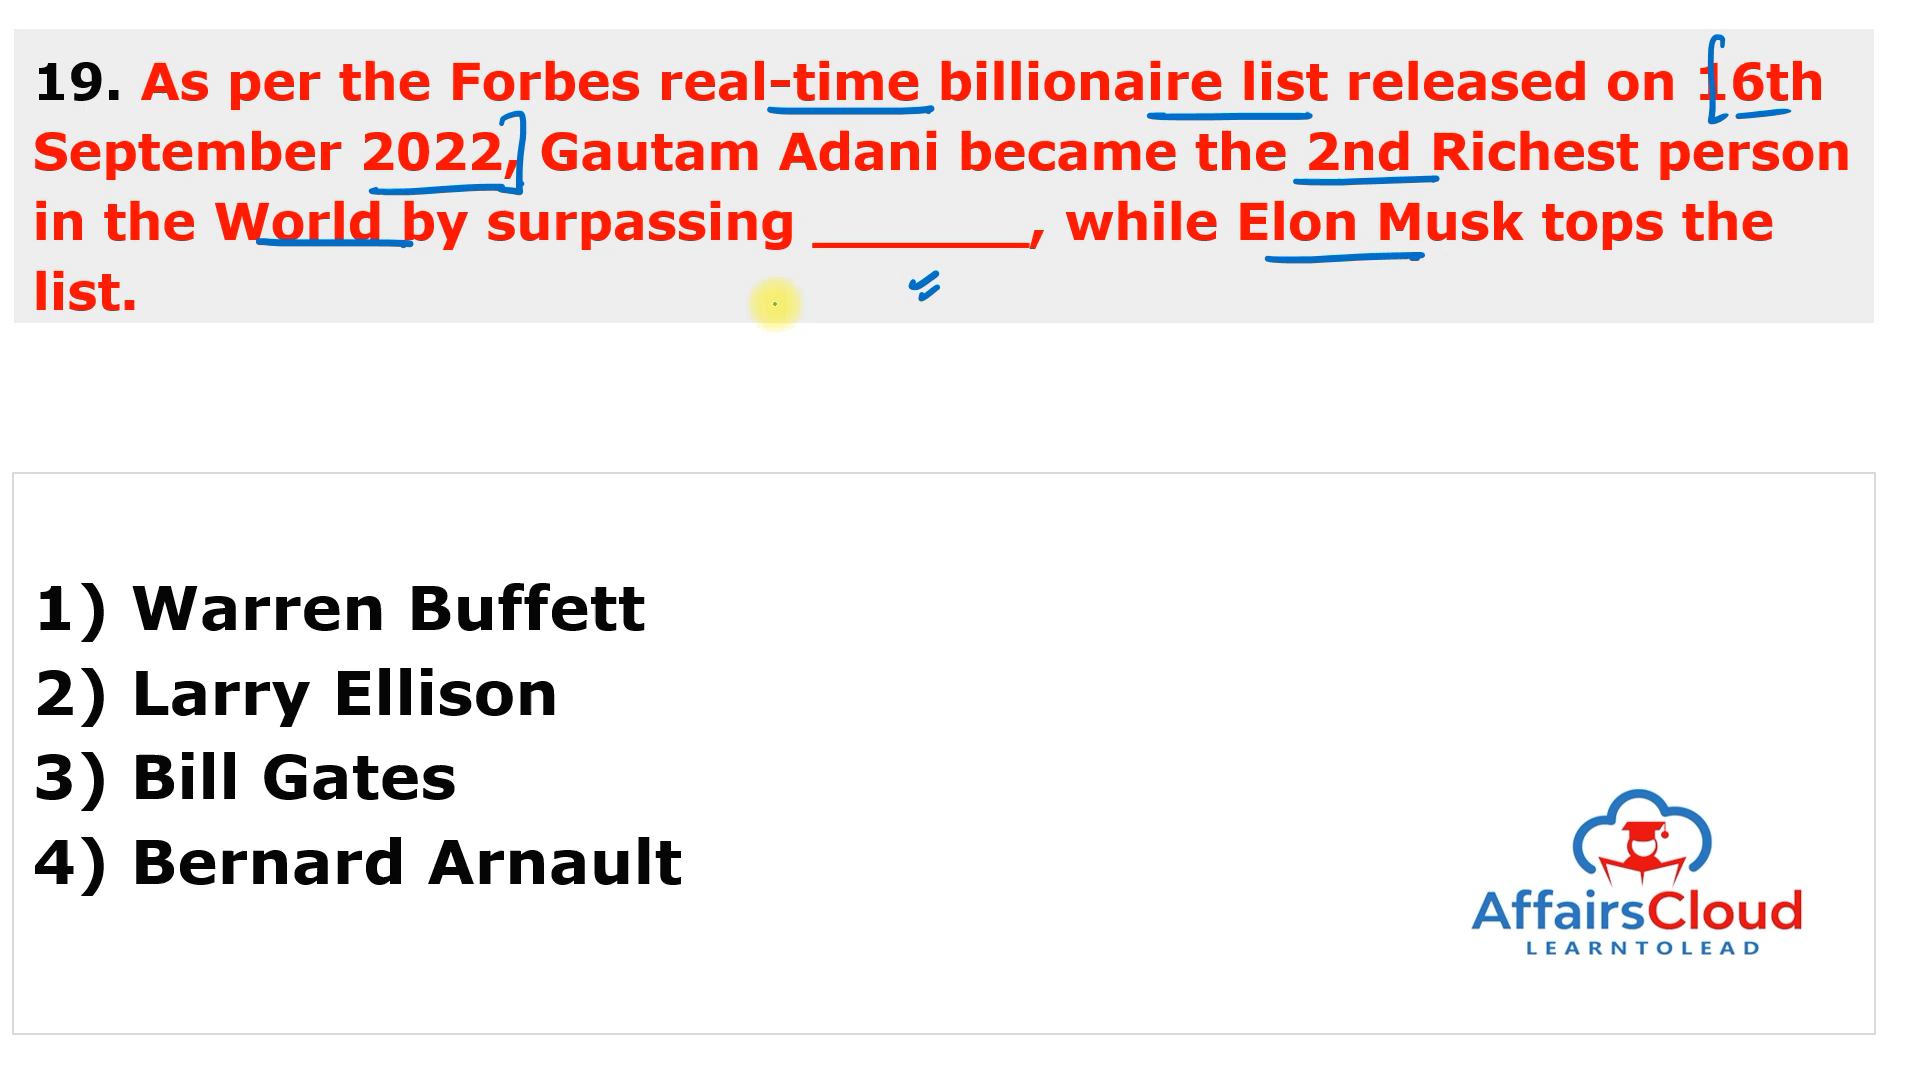 19. As per the Forbes real-time billionaire list released on 16th
September 2022, Gautam Adani became the 2nd Richest person
in the World by surpassing ________, while Elon Musk tops the
list.
1) Warren Buffett
2) Larry Ellison
3) Bill Gates
4) Bernard Arnault
AffairsCloud
LEARNTOLEAD